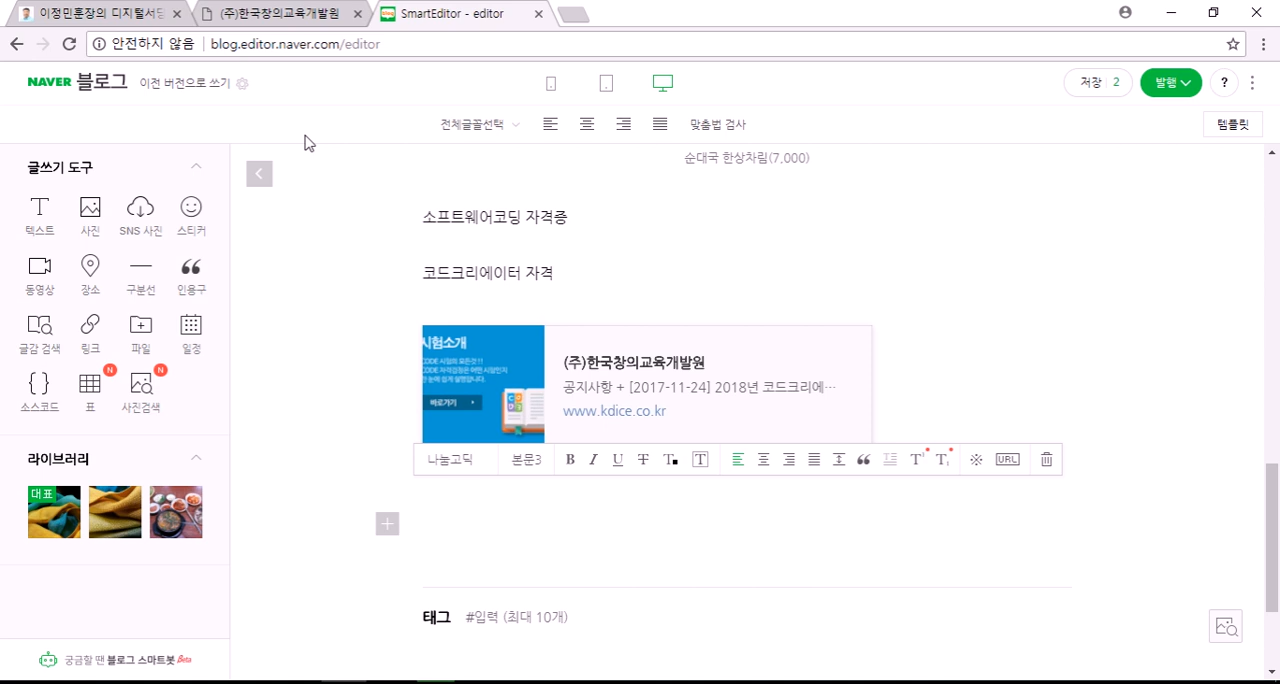 이정민훈장의 디지털서당
(주)한국창의교육개발원
SmartEditor - editor
안전하지 않음 blog.editor.naver.com/editor
NAVER 블로그 이전 버전으로 쓰기
저장 2
발행
?
전체글꼴선택
맞춤법 검사
템플릿
글쓰기 도구
텍스트 사진 SNS 사진 스티커
동영상 장소 구분선 인용구
글감 검색 링크 파일 일정
N N
소스코드 표 사진검색
라이브러리
대표
궁금할 땐 블로그 스마트봇 Beta
순대국 한상차림(7,000)
소프트웨어코딩 자격증
코드크리에이터 자격
시험소개
바로가기
(주)한국창의교육개발원
공지사항 + [2017-11-24] 2018년 코드크리에…
www.kdice.co.kr
나눔고딕 본문3 B I U T T T T T URL
태그 #입력 (최대 10개)